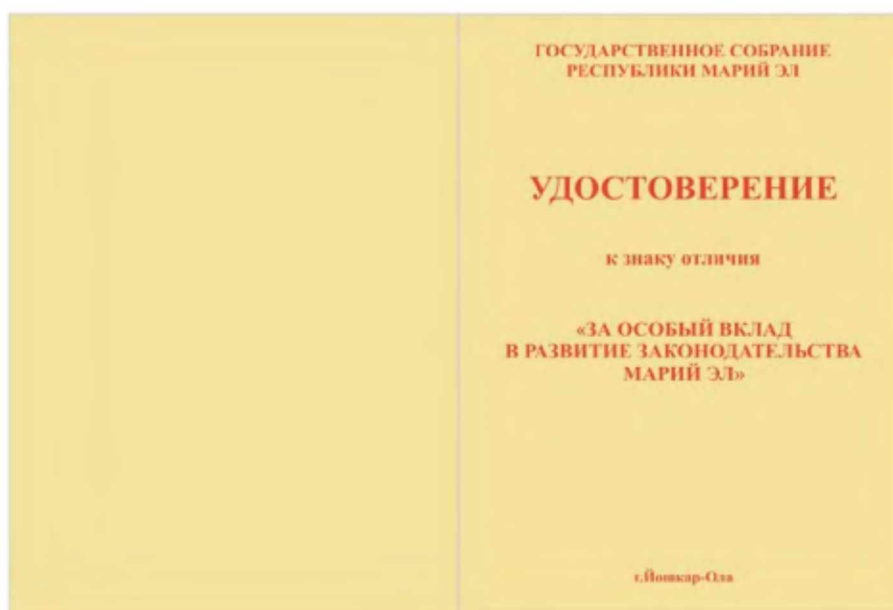 ГОСУДАРСТВЕННОЕ СОБРАНИЕ
РЕСПУБЛИКИ МАРИЙ ЭЛ
УДОСТОВЕРЕНИЕ
к знаку отличия
«ЗА ОСОБЫЙ ВКЛАД
В РАЗВИТИЕ ЗАКОНОДАТЕЛЬСТВА
МАРИЙ ЭЛ»
г.Йошкар-Ола